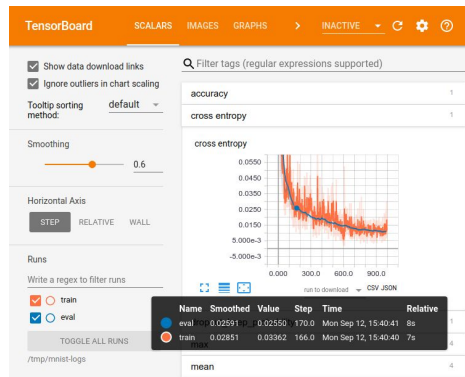 TensorBoard SCALARS IMAGES GRAPHS INACTIVE
Show data download links
Ignore outliers in chart scaling
Tooltip sorting method: default
Smoothing
0.6
Horizontal Axis
STEP RELATIVE WALL
Runs
Write a regex to filter runs
train
eval
TOGGLE ALL RUNS
/tmp/mnist-logs
Filter tags (regular expressions supported)
accuracy 1
cross entropy 1
cross entropy
0.0550
0.0450
0.0350
0.0250
0.0150
5.000e-3
-5.000e-3
0.000 300.0 600.0 900.0
run to download CSV JSON
Name Smoothed Value Step Time Relative
eval 0.02591 0.02550 170.0 Mon Sep 12, 15:40:41 8s
train 0.02851 0.03362 166.0 Mon Sep 12, 15:40:40 7s
1
max 4
mean 4